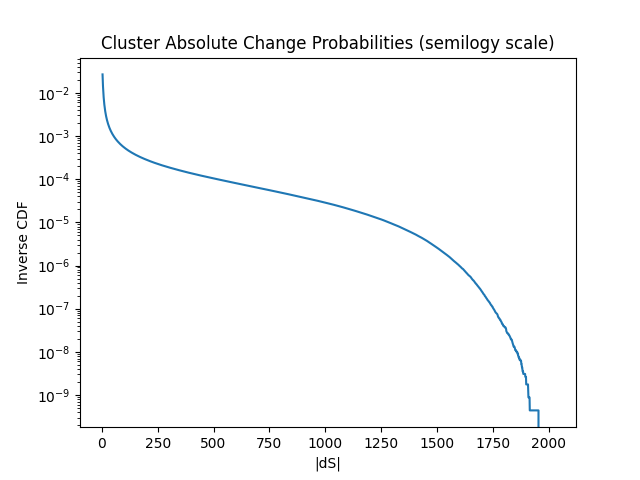 Cluster Absolute Change Probabilities (semilogy scale)
Inverse CDF
10⁻²
10⁻³
10⁻⁴
10⁻⁵
10⁻⁶
10⁻⁷
10⁻⁸
10⁻⁹
0 250 500 750 1000 1250 1500 1750 2000
|dS|